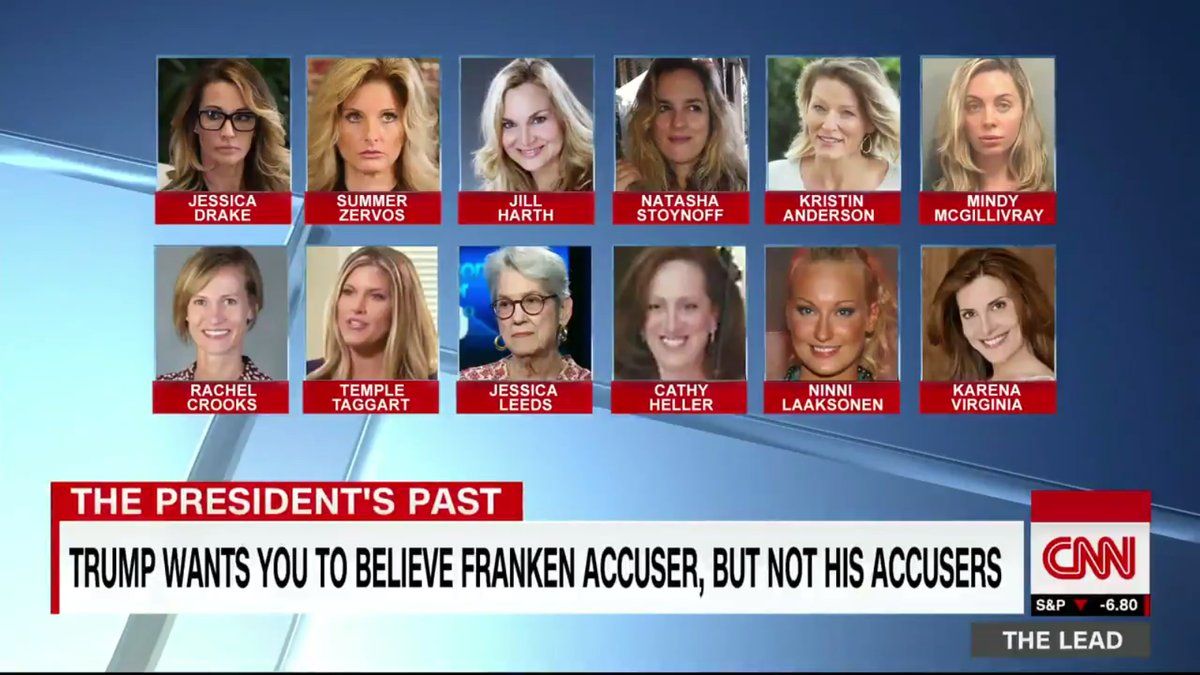 JESSICA
DRAKE
SUMMER
ZERVOS
JILL
HARTH
NATASHA
STOYNOFF
KRISTIN
ANDERSON
MINDY
MCGILLIVRAY
RACHEL
CROOKS
TEMPLE
TAGGART
JESSICA
LEEDS
CATHY
HELLER
NINNI
LAAKSONEN
KARENA
VIRGINIA
THE PRESIDENT'S PAST
TRUMP WANTS YOU TO BELIEVE FRANKEN ACCUSER, BUT NOT HIS ACCUSERS
CNN
S&P ▼ -6.80
THE LEAD